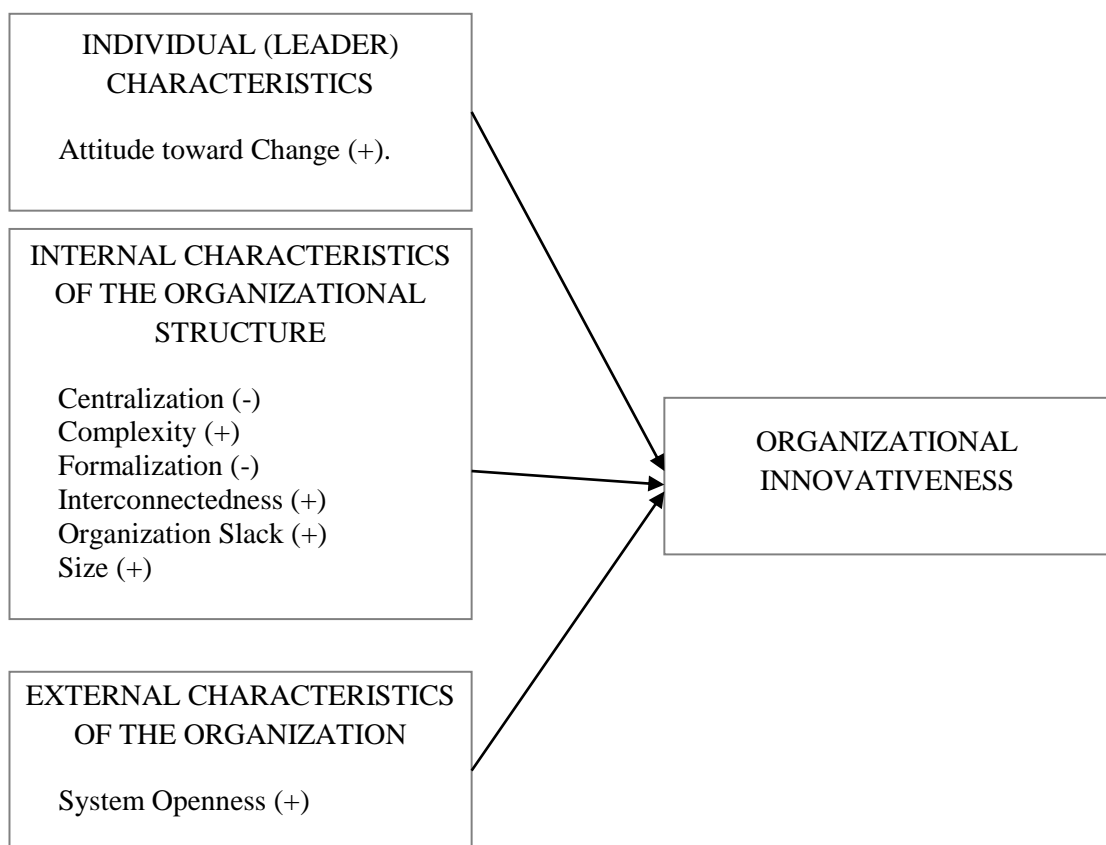 INDIVIDUAL (LEADER)
CHARACTERISTICS
Attitude toward Change (+).
INTERNAL CHARACTERISTICS
OF THE ORGANIZATIONAL
STRUCTURE
Centralization (-)
Complexity (+)
Formalization (-)
Interconnectedness (+)
Organization Slack (+)
Size (+)
ORGANIZATIONAL
INNOVATIVENESS
EXTERNAL CHARACTERISTICS
OF THE ORGANIZATION
System Openness (+)